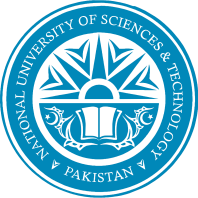 NATIONAL UNIVERSITY OF SCIENCES & TECHNOLOGY
PAKISTAN